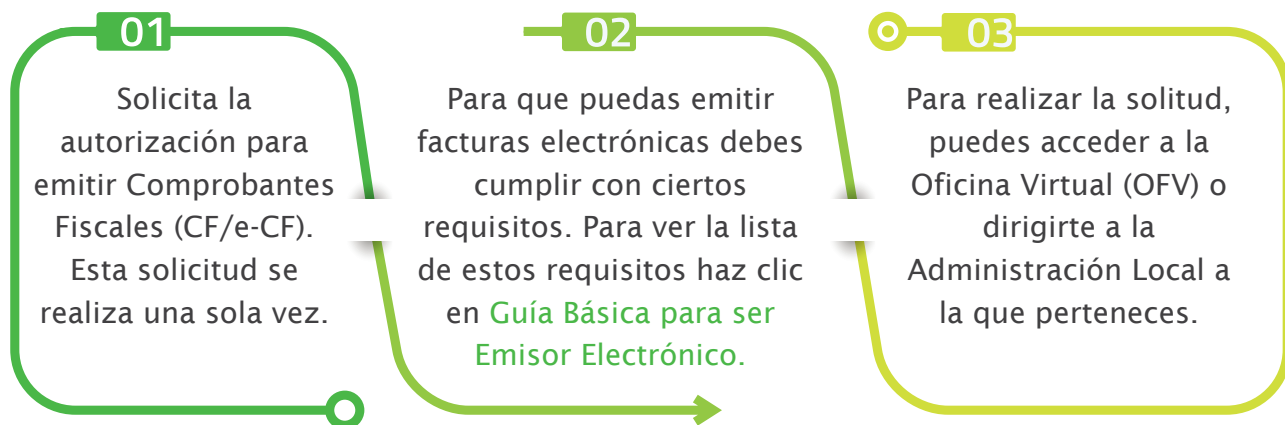 01
Solicita la
autorización para
emitir Comprobantes
Fiscales (CF/e-CF).
Esta solicitud se
realiza una sola vez.
02
Para que puedas emitir
facturas electrónicas debes
cumplir con ciertos
requisitos. Para ver la lista
de estos requisitos haz clic
en Guía Básica para ser
Emisor Electrónico.
03
Para realizar la solitud,
puedes acceder a la
Oficina Virtual (OFV) o
dirigirte a la
Administración Local a
la que perteneces.